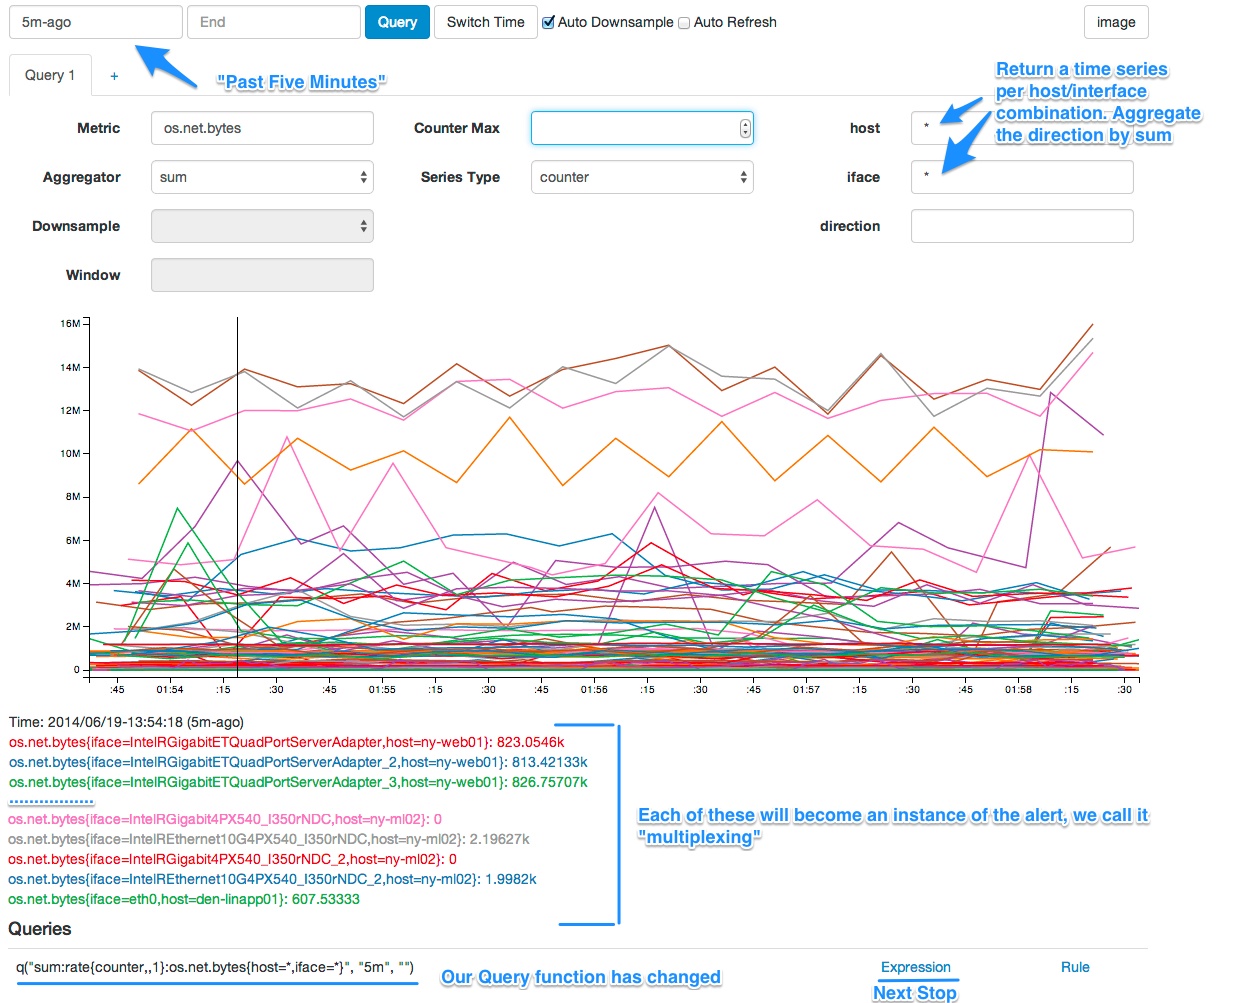 5m-ago End Query Switch Time Auto Downsample Auto Refresh image
Query 1 +
"Past Five Minutes"
Return a time series
per host/interface
combination. Aggregate
the direction by sum
Metric os.net.bytes Counter Max host *
Aggregator sum Series Type counter iface *
Downsample direction
Window
16M
14M
12M
10M
8M
6M
4M
2M
0
:45 01:54 :15 :30 :45 01:55 :15 :30 :45 01:56 :15 :30 :45 01:57 :15 :30 :45 01:58 :15 :30
Time: 2014/06/19-13:54:18 (5m-ago)
os.net.bytes{iface=IntelRGigabitETQuadPortServerAdapter,host=ny-web01}: 823.0546k
os.net.bytes{iface=IntelRGigabitETQuadPortServerAdapter_2,host=ny-web01}: 813.42133k
os.net.bytes{iface=IntelRGigabitETQuadPortServerAdapter_3,host=ny-web01}: 826.75707k
os.net.bytes{iface=IntelRGigabit4PX540_I350rNDC,host=ny-ml02}: 0
os.net.bytes{iface=IntelREthernet10G4PX540_I350rNDC,host=ny-ml02}: 2.19627k
os.net.bytes{iface=IntelRGigabit4PX540_I350rNDC_2,host=ny-ml02}: 0
os.net.bytes{iface=IntelREthernet10G4PX540_I350rNDC_2,host=ny-ml02}: 1.9982k
os.net.bytes{iface=eth0,host=den-linapp01}: 607.53333
Each of these will become an instance of the alert, we call it
"multiplexing"
Queries
q("sum:rate{counter,,1}:os.net.bytes{host=*,iface=*}", "5m", "")
Our Query function has changed
Expression Rule
Next Stop